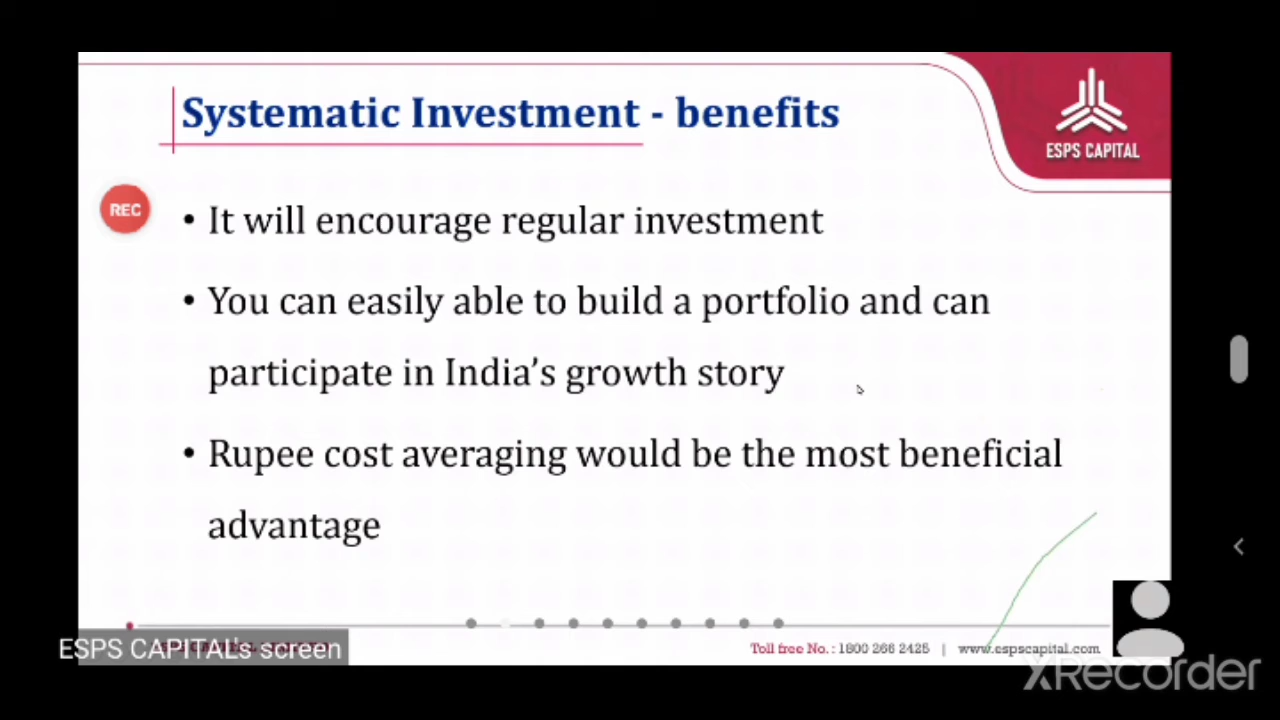 Systematic Investment - benefits
ESPS CAPITAL
REC
• It will encourage regular investment
• You can easily able to build a portfolio and can
participate in India's growth story
• Rupee cost averaging would be the most beneficial
advantage
ESPS CAPITAL's screen
Toll free No. : 1800 266 2425 | www.espscapital.com
XRecorder